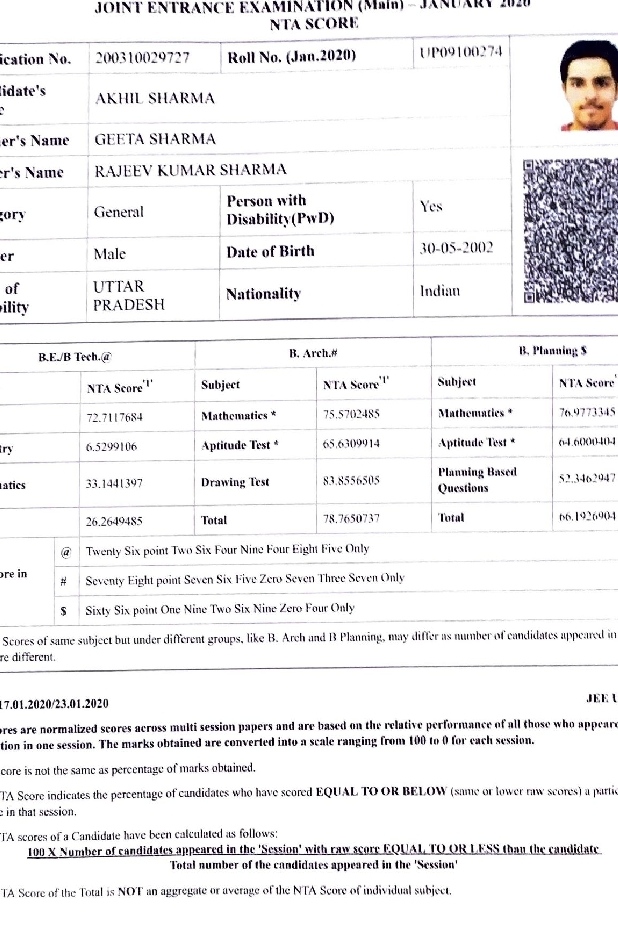 JOINT ENTRANCE EXAMINATION (Main) – JANUARY 2020
NTA SCORE
ication No. 200310029727 Roll No. (Jan.2020) UP09100274
lidate's
e
AKHIL SHARMA
er's Name GEETA SHARMA
er's Name RAJEEV KUMAR SHARMA
gory General Person with Disability(PwD) Yes
er Male Date of Birth 30-05-2002
of
ility
UTTAR PRADESH Nationality Indian
B.E./B Tech.@ B. Arch.# B. Planning $
NTA Score'1' Subject NTA Score'1' Subject NTA Score'
72.7117684 Mathematics * 75.5702485 Mathematics * 76.9773345
try 6.5299106 Aptitude Test * 65.6309914 Aptitude Test * 64.6000404
matics 33.1441397 Drawing Test 83.8556505 Planning Based Questions 52.3462947
26.2649485 Total 78.7650737 Total 66.1926904
ore in
@ Twenty Six point Two Six Four Nine Four Eight Five Only
# Seventy Eight point Seven Six Five Zero Seven Three Seven Only
$ Sixty Six point One Nine Two Six Nine Zero Four Only
Scores of same subject but under different groups, like B. Arch and B Planning, may differ as number of candidates appeared in
re different.
17.01.2020/23.01.2020 JEE U
ores are normalized scores across multi session papers and are based on the relative performance of all those who appeare
tion in one session. The marks obtained are converted into a scale ranging from 100 to 0 for each session.
core is not the same as percentage of marks obtained.
TA Score indicates the percentage of candidates who have scored EQUAL TO OR BELOW (same or lower raw scores) a partic
e in that session.
TA scores of a Candidate have been calculated as follows:
100 X Number of candidates appeared in the 'Session' with raw score EQUAL TO OR LESS than the candidate
Total number of the candidates appeared in the 'Session'
TA Score of the Total is NOT an aggregate or average of the NTA Score of individual subject.